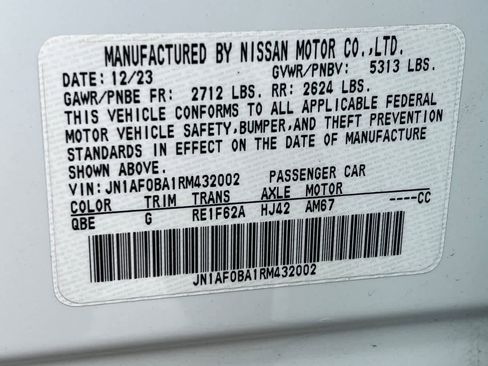 MANUFACTURED BY NISSAN MOTOR CO.,LTD.
DATE: 12/23 GVWR/PNBV: 5313 LBS.
GAWR/PNBE FR: 2712 LBS. RR: 2624 LBS.
THIS VEHICLE CONFORMS TO ALL APPLICABLE FEDERAL
MOTOR VEHICLE SAFETY,BUMPER,AND THEFT PREVENTION
STANDARDS IN EFFECT ON THE DATE OF MANUFACTURE
SHOWN ABOVE.
VIN: JN1AF0BA1RM432002 PASSENGER CAR
COLOR TRIM TRANS AXLE MOTOR
QBE G RE1F62A HJ42 AM67 ----CC
JN1AF0BA1RM432002